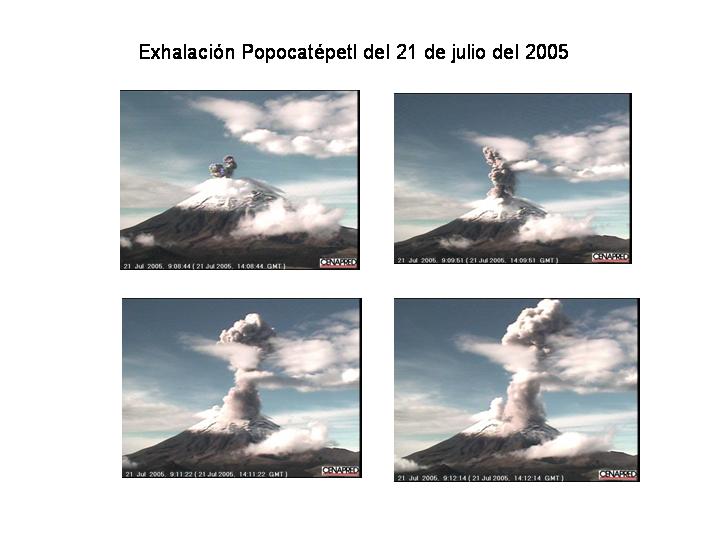 Exhalación Popocatépetl del 21 de julio del 2005
21 Jul 2005, 9:08:44 ( 21 Jul 2005, 14:08:44 GMT )
CENAPRED
21 Jul 2005, 9:09:51 ( 21 Jul 2005, 14:09:51 GMT )
CENAPRED
21 Jul 2005, 9:11:22 ( 21 Jul 2005, 14:11:22 GMT )
CENAPRED
21 Jul 2005, 9:12:14 ( 21 Jul 2005, 14:12:14 GMT )
CENAPRED